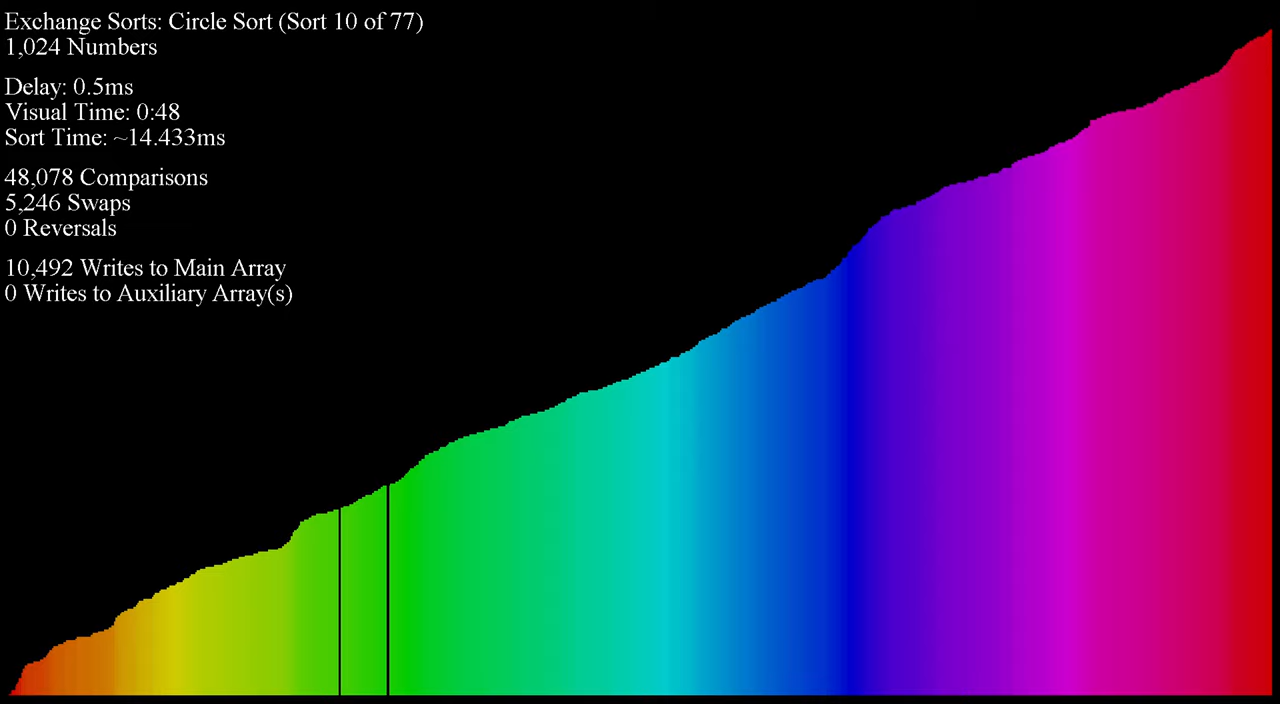 Exchange Sorts: Circle Sort (Sort 10 of 77)
1,024 Numbers
Delay: 0.5ms
Visual Time: 0:48
Sort Time: ~14.433ms
48,078 Comparisons
5,246 Swaps
0 Reversals
10,492 Writes to Main Array
0 Writes to Auxiliary Array(s)